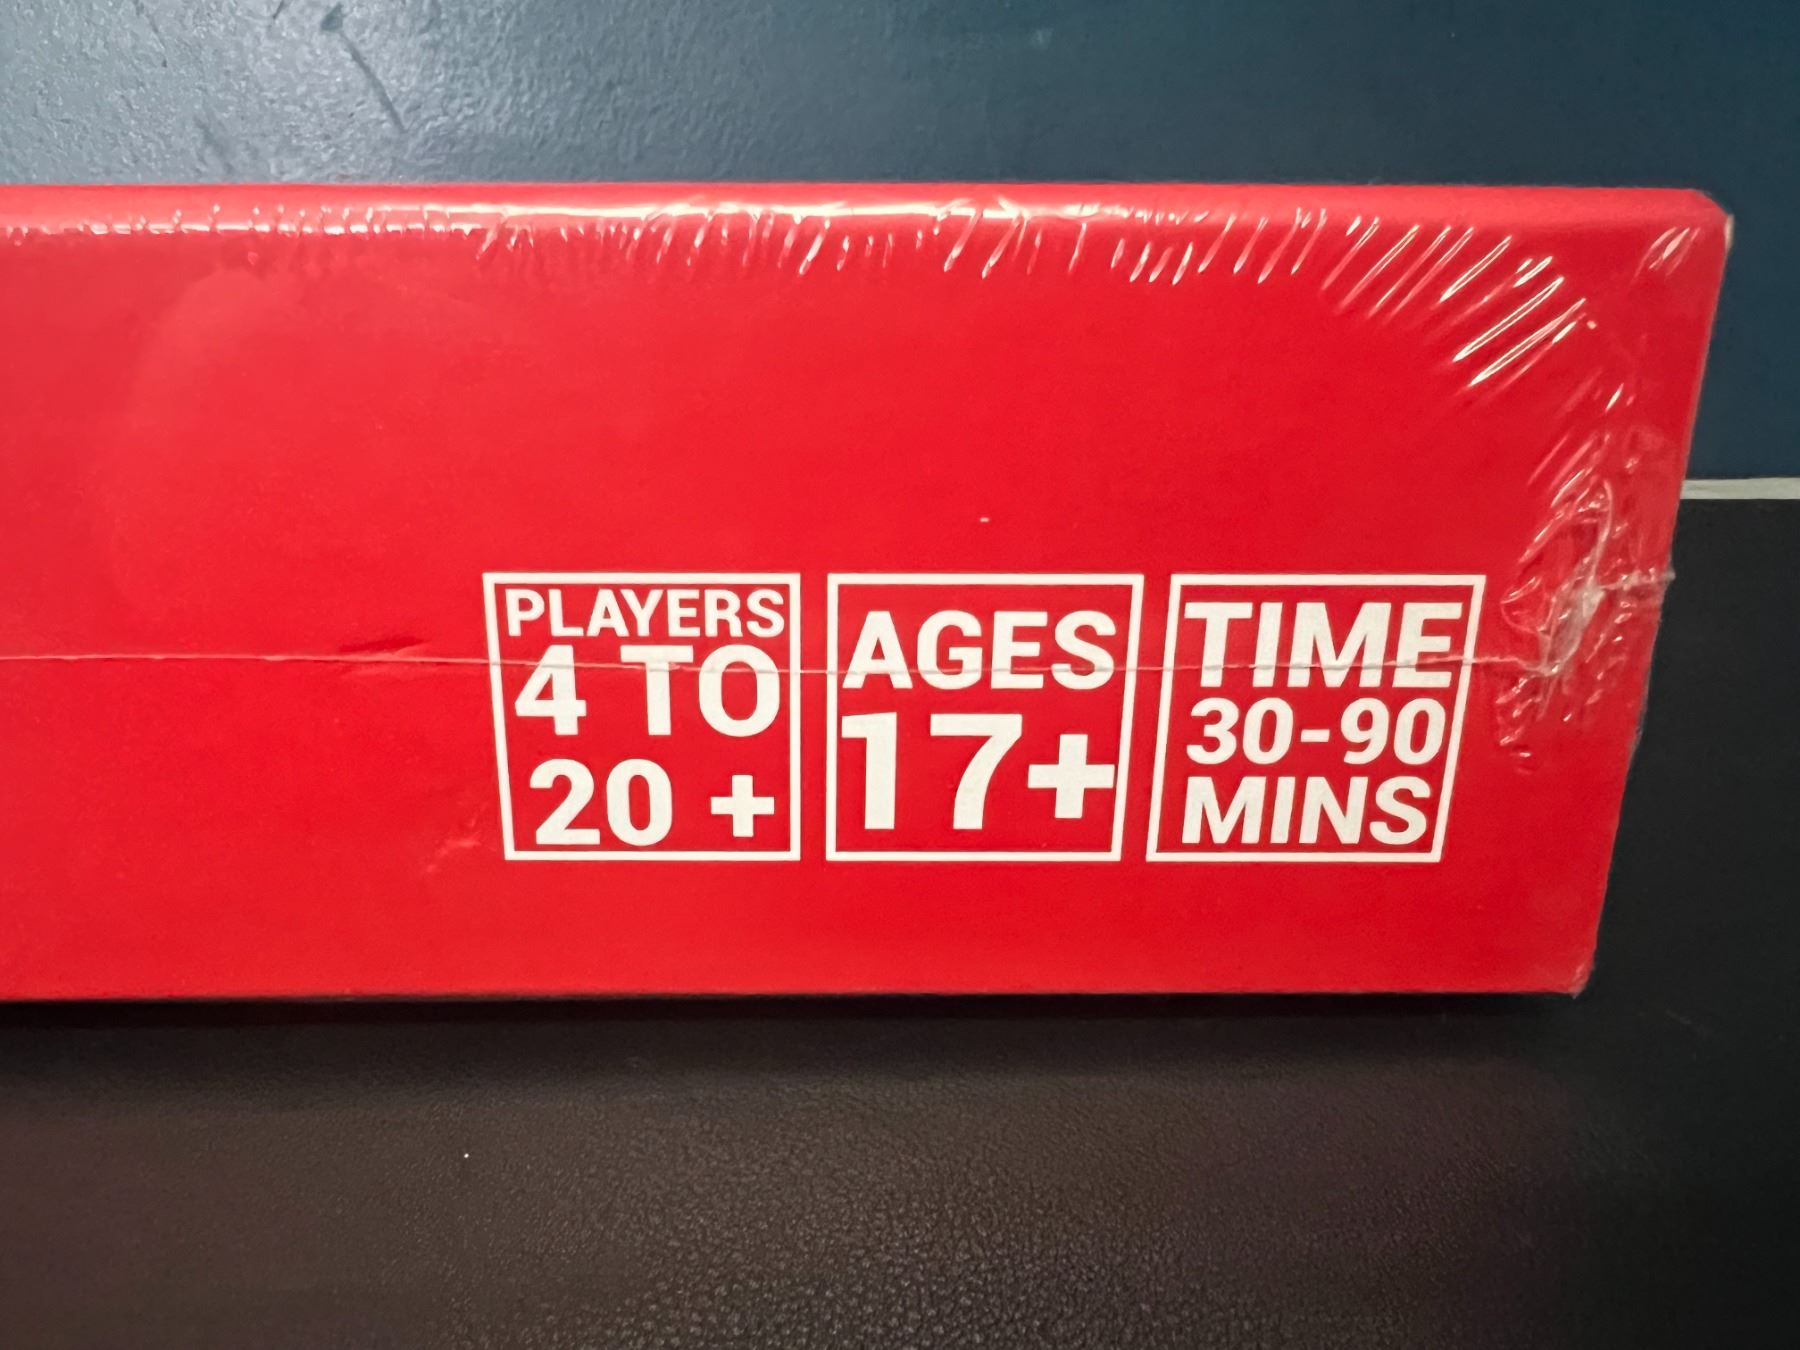 PLAYERS
4 TO
20 +
AGES
17+
TIME
30-90
MINS